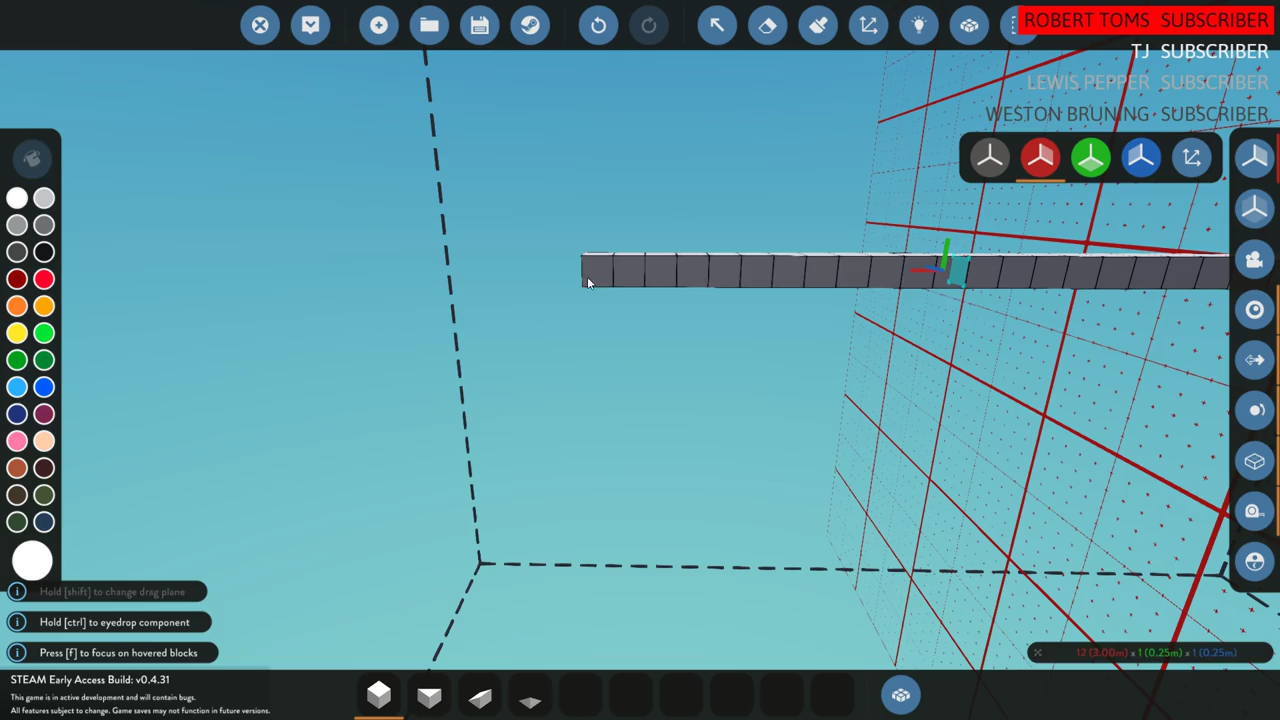 ROBERT TOMS SUBSCRIBER
TJ SUBSCRIBER
LEWIS PEPPER SUBSCRIBER
WESTON BRUNING SUBSCRIBER
Hold [shift] to change drag plane
Hold [ctrl] to eyedrop component
Press [f] to focus on hovered blocks
12 (3.00m) x 1 (0.25m) x 1 (0.25m)
STEAM Early Access Build: v0.4.31
This game is in active development and will contain bugs.
All features subject to change. Game saves may not function in future versions.